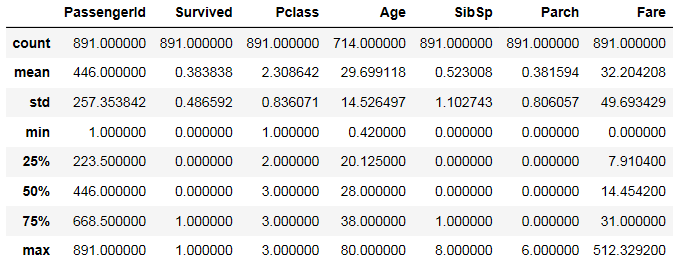 PassengerId Survived Pclass Age SibSp Parch Fare
count 891.000000 891.000000 891.000000 714.000000 891.000000 891.000000 891.000000
mean 446.000000 0.383838 2.308642 29.699118 0.523008 0.381594 32.204208
std 257.353842 0.486592 0.836071 14.526497 1.102743 0.806057 49.693429
min 1.000000 0.000000 1.000000 0.420000 0.000000 0.000000 0.000000
25% 223.500000 0.000000 2.000000 20.125000 0.000000 0.000000 7.910400
50% 446.000000 0.000000 3.000000 28.000000 0.000000 0.000000 14.454200
75% 668.500000 1.000000 3.000000 38.000000 1.000000 0.000000 31.000000
max 891.000000 1.000000 3.000000 80.000000 8.000000 6.000000 512.329200